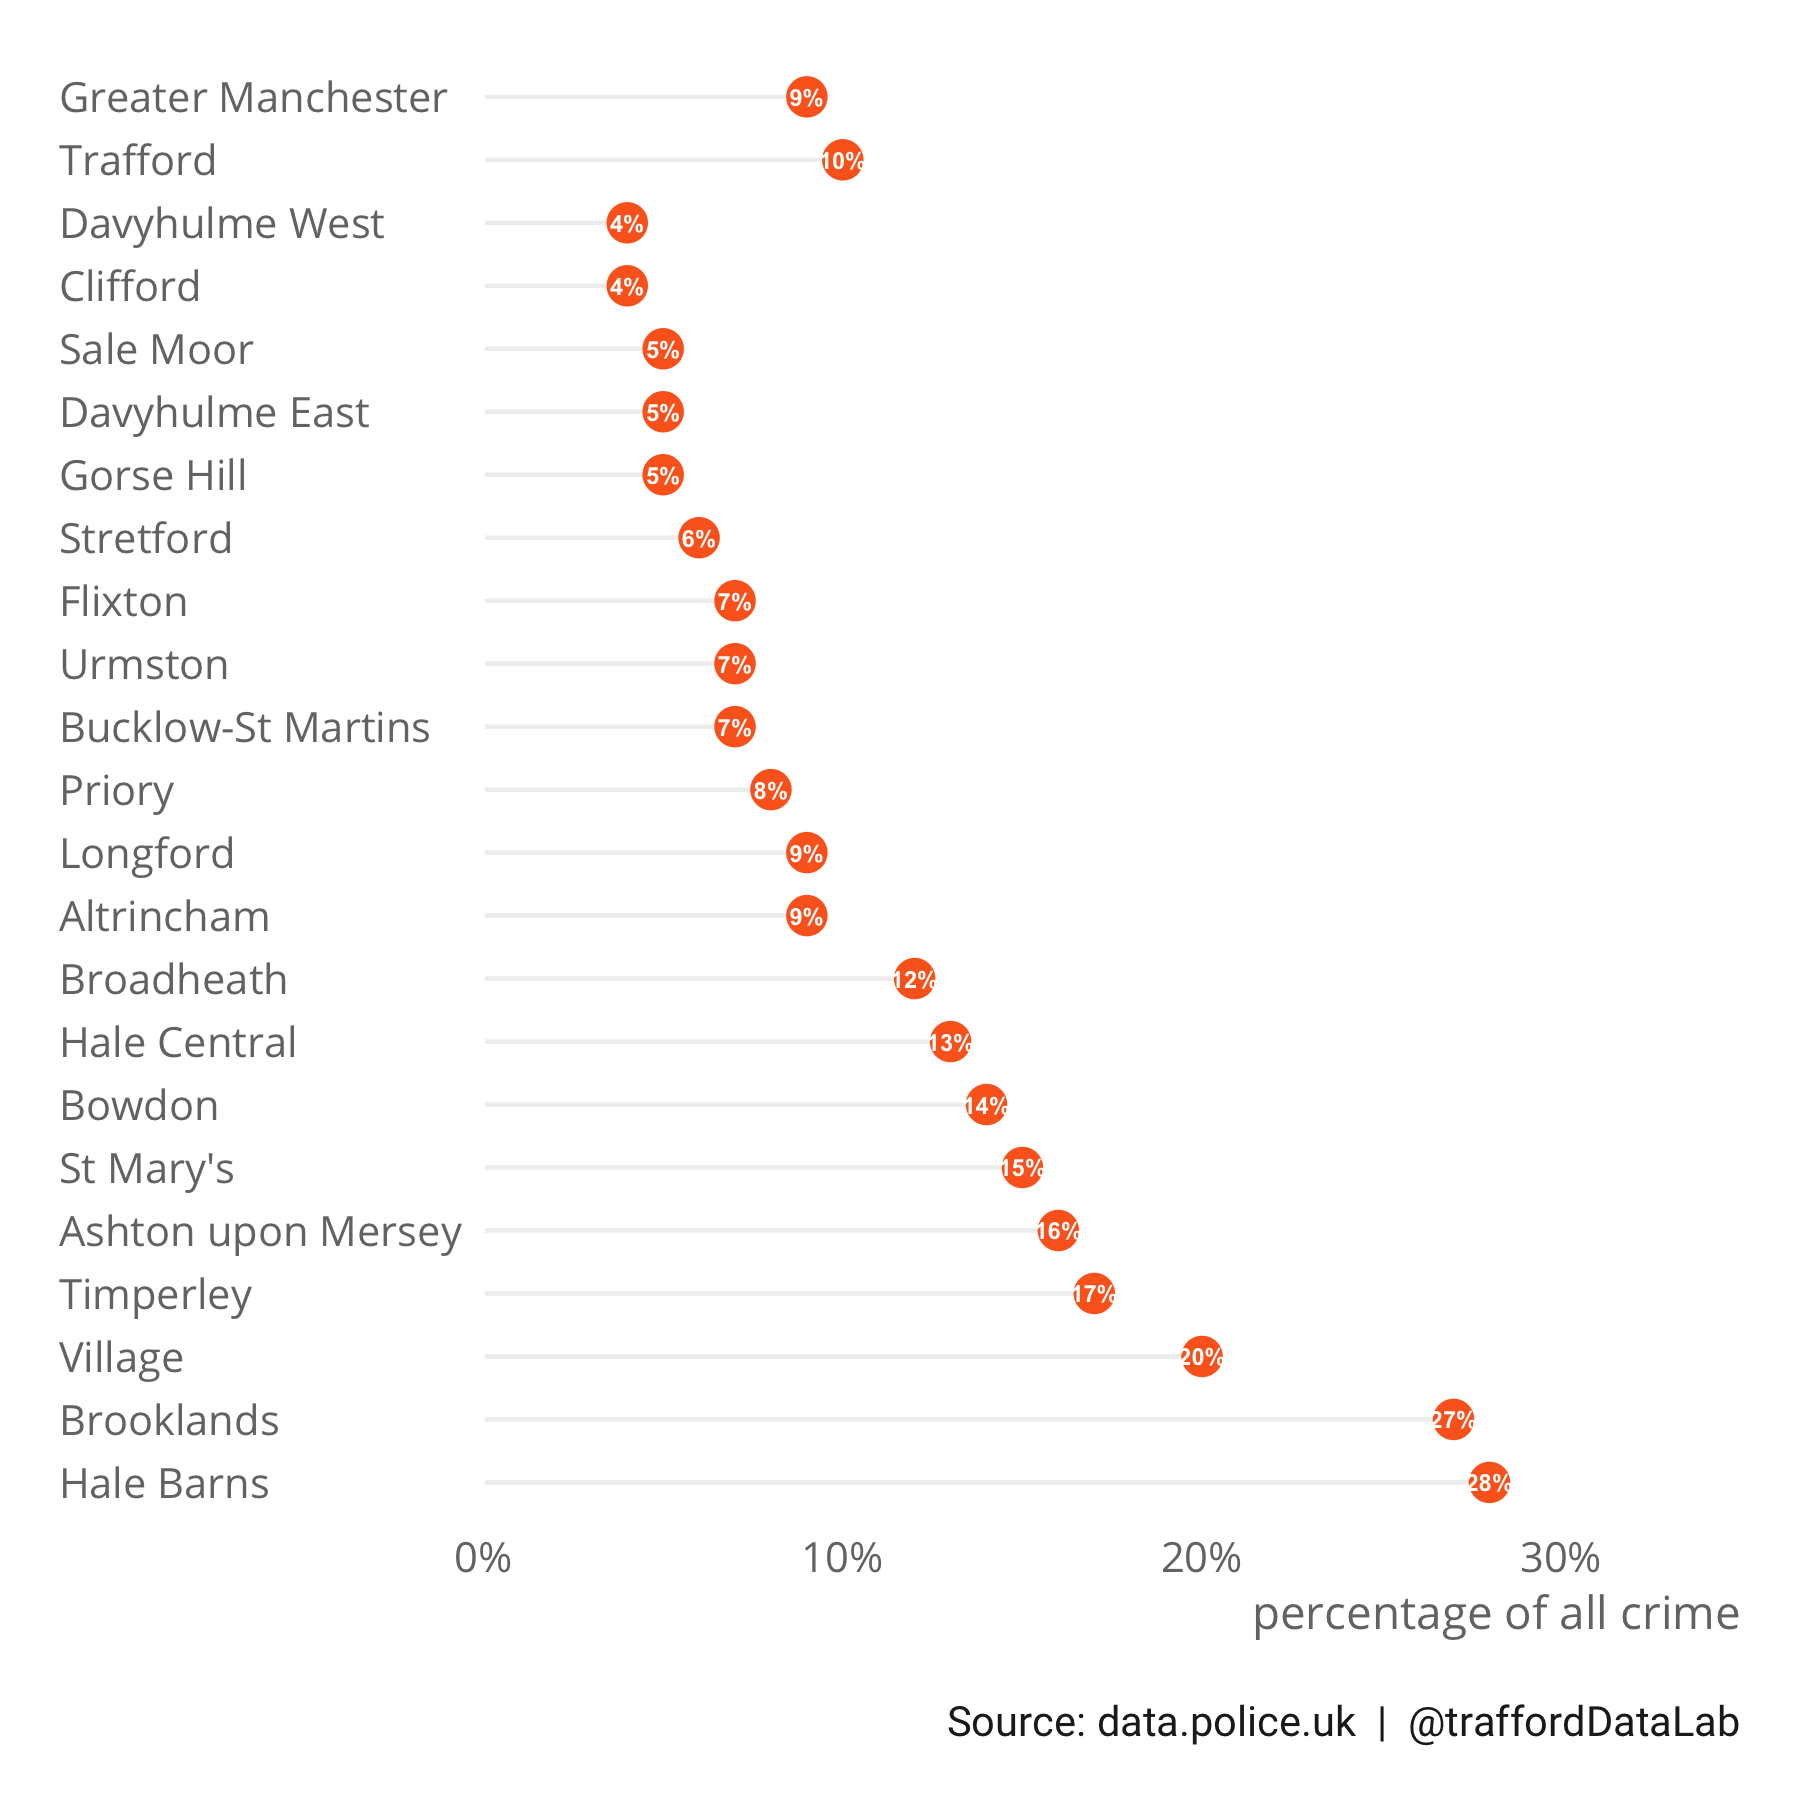 Greater Manchester 9%
Trafford 10%
Davyhulme West 4%
Clifford 4%
Sale Moor 5%
Davyhulme East 5%
Gorse Hill 5%
Stretford 6%
Flixton 7%
Urmston 7%
Bucklow-St Martins 7%
Priory 8%
Longford 9%
Altrincham 9%
Broadheath 12%
Hale Central 13%
Bowdon 14%
St Mary's 15%
Ashton upon Mersey 16%
Timperley 17%
Village 20%
Brooklands 27%
Hale Barns 28%
0% 10% 20% 30%
percentage of all crime
Source: data.police.uk | @traffordDataLab